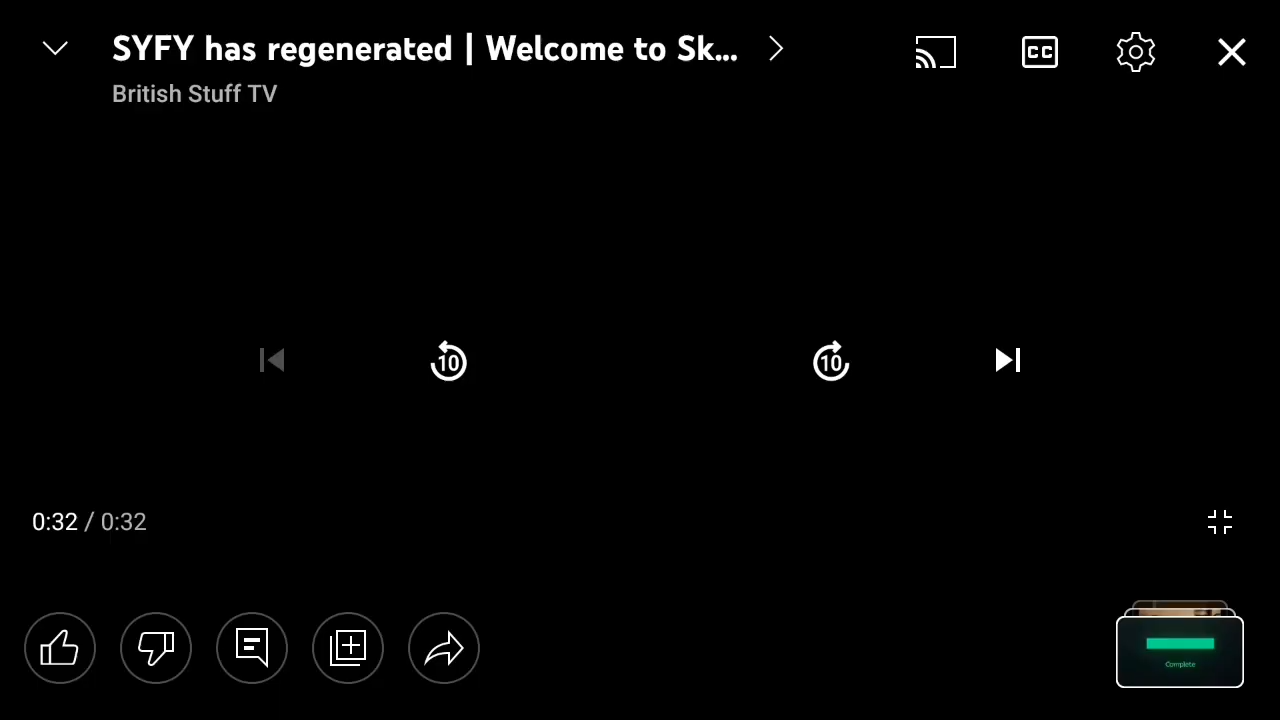 SYFY has regenerated | Welcome to Sk...
British Stuff TV
CC
10
10
0:32 / 0:32
Complete